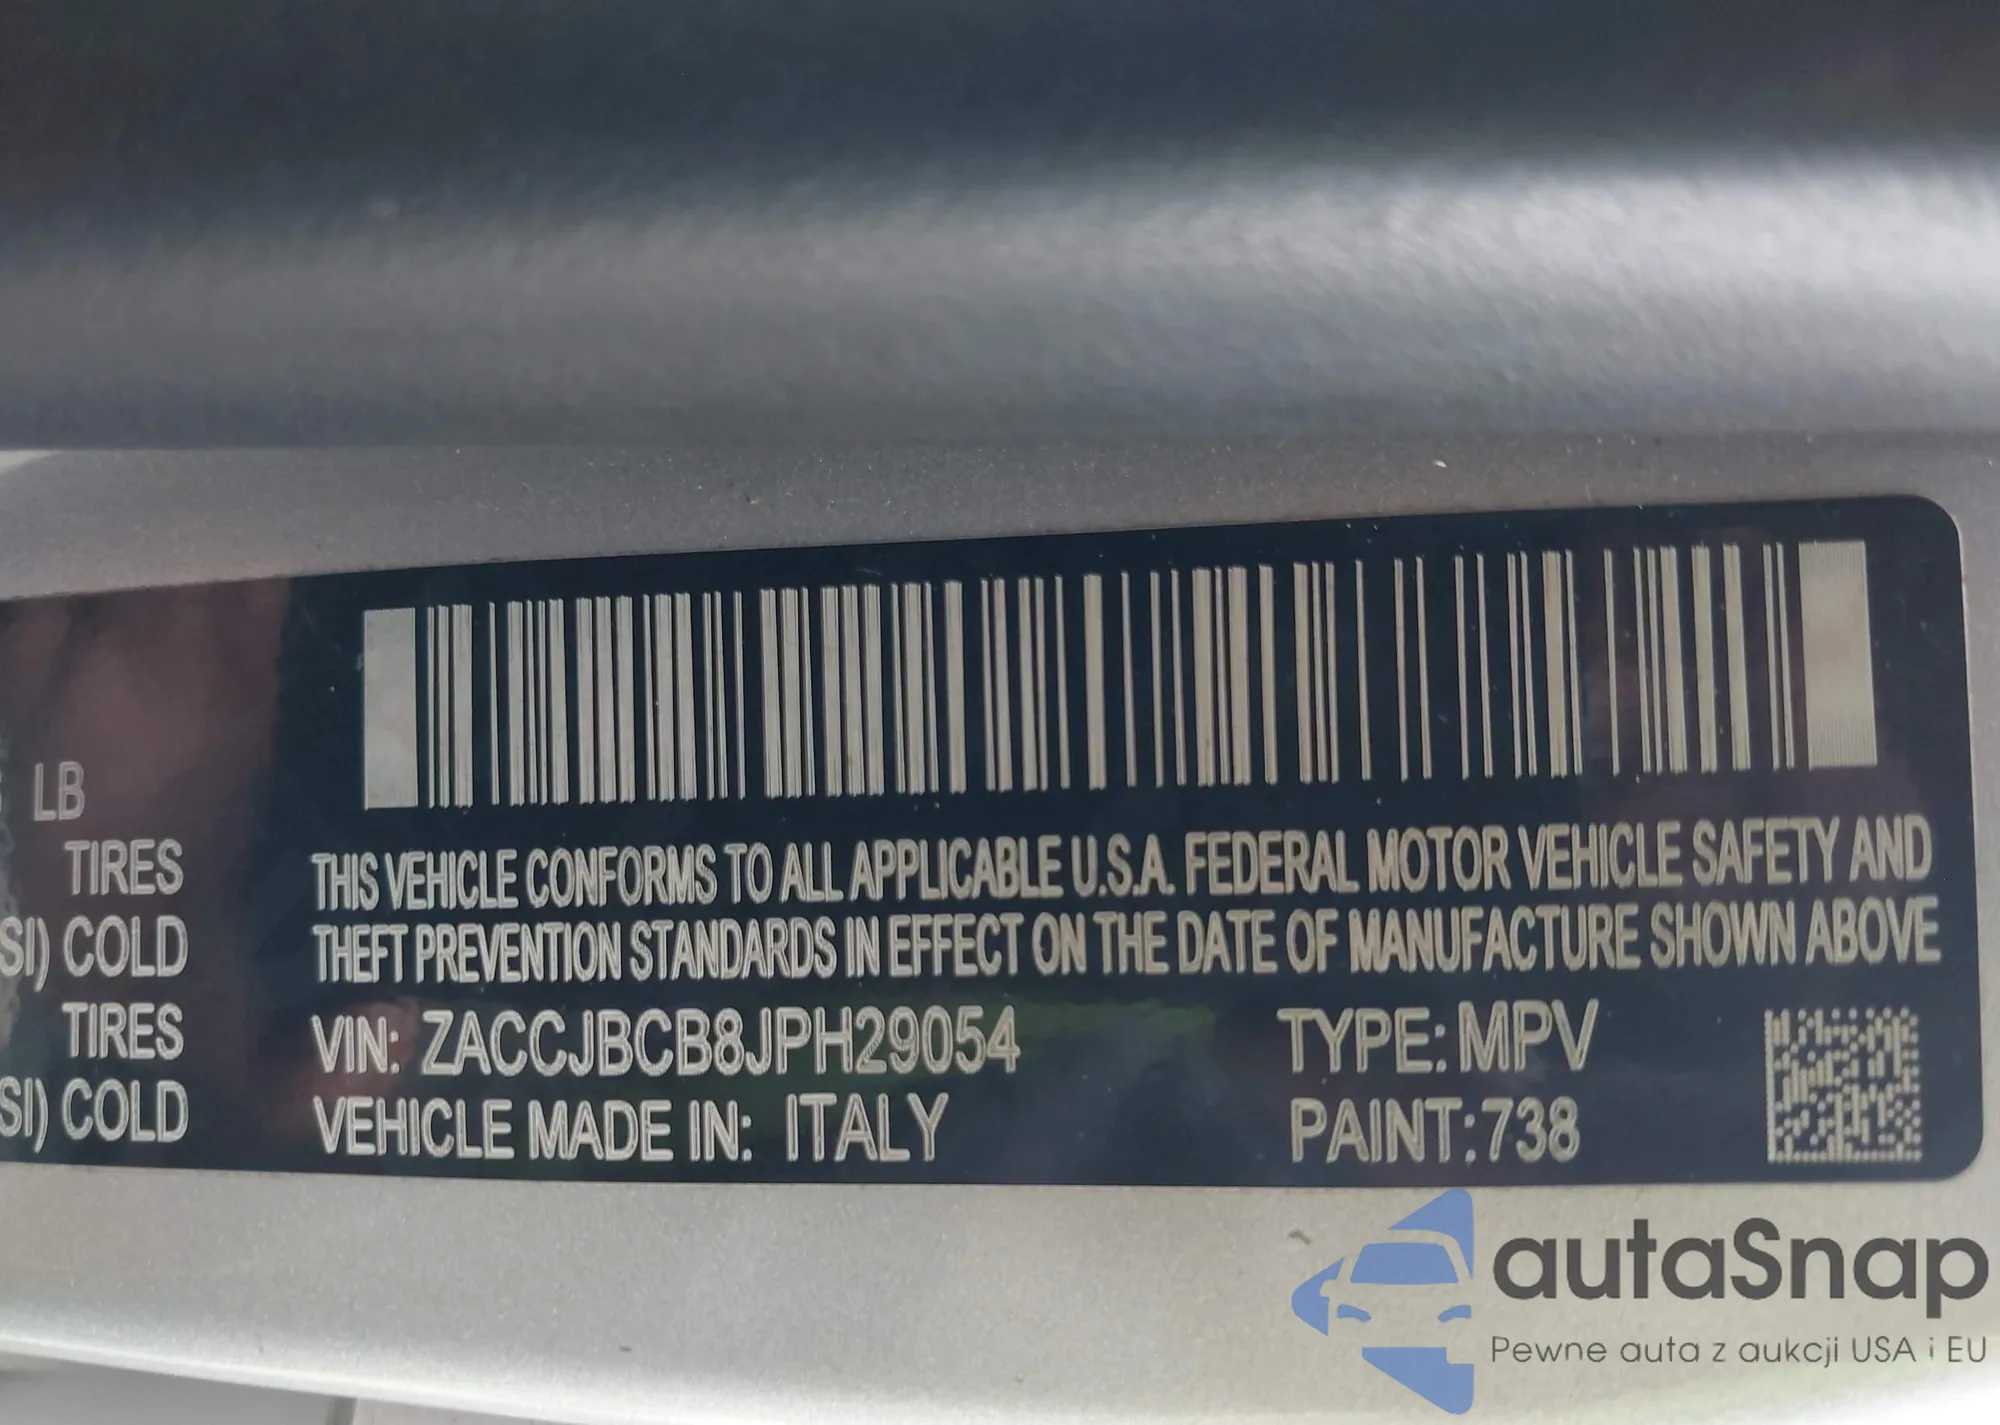 LB
TIRES
SI) COLD
TIRES
SI) COLD
THIS VEHICLE CONFORMS TO ALL APPLICABLE U.S.A. FEDERAL MOTOR VEHICLE SAFETY AND
THEFT PREVENTION STANDARDS IN EFFECT ON THE DATE OF MANUFACTURE SHOWN ABOVE
VIN: ZACCJBCB8JPH29054 TYPE: MPV
VEHICLE MADE IN: ITALY PAINT:738
autaSnap
Pewne auta z aukcji USA i EU